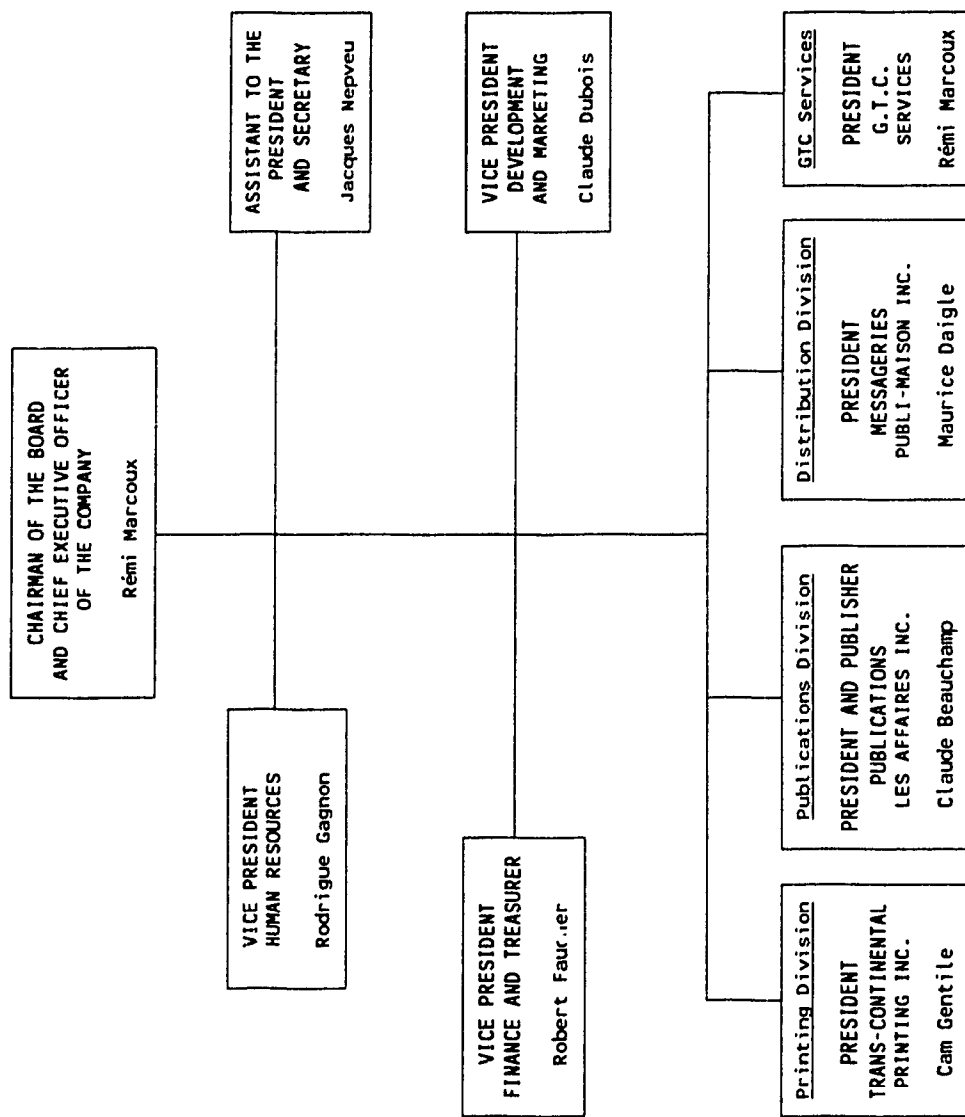 CHAIRMAN OF THE BOARD
AND CHIEF EXECUTIVE OFFICER
OF THE COMPANY
Rémi Marcoux
VICE PRESIDENT
HUMAN RESOURCES
Rodrigue Gagnon
ASSISTANT TO THE
PRESIDENT
AND SECRETARY
Jacques Nepveu
VICE PRESIDENT
FINANCE AND TREASURER
Robert
VICE PRESIDENT
DEVELOPMENT
AND MARKETING
Claude Dubois
Printing Division
PRESIDENT
TRANS-CONTINENTAL
PRINTING INC.
Cam Gentile
Publications Division
PRESIDENT AND PUBLISHER
PUBLICATIONS
LES AFFAIRES INC.
Claude Beauchamp
Distribution Division
PRESIDENT
MESSAGERIES
PUBLI-MAISON INC.
Maurice Daigle
GTC Services
PRESIDENT
G.T.C.
SERVICES
Rémi Marcoux